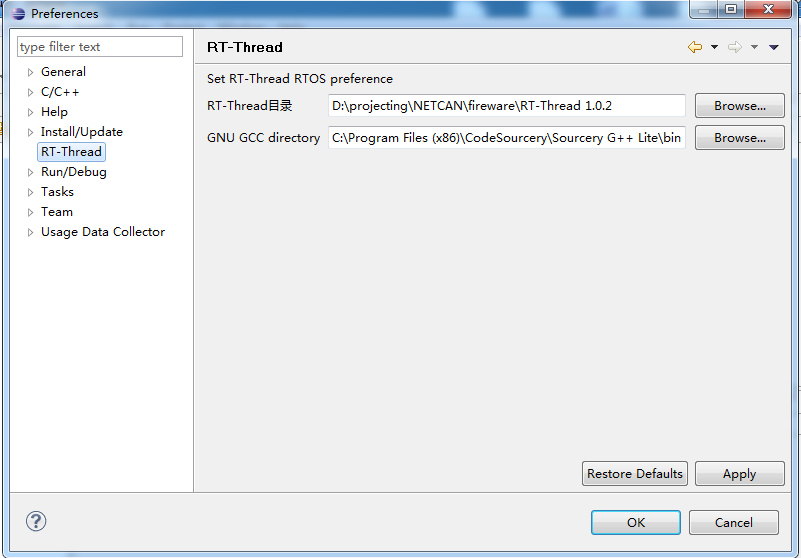 Preferences
type filter text
General
C/C++
Help
Install/Update
RT-Thread
Run/Debug
Tasks
Team
Usage Data Collector
RT-Thread
Set RT-Thread RTOS preference
RT-Thread目录 D:\projecting\NETCAN\fireware\RT-Thread 1.0.2 Browse...
GNU GCC directory C:\Program Files (x86)\CodeSourcery\Sourcery G++ Lite\bin Browse...
Restore Defaults Apply
OK Cancel